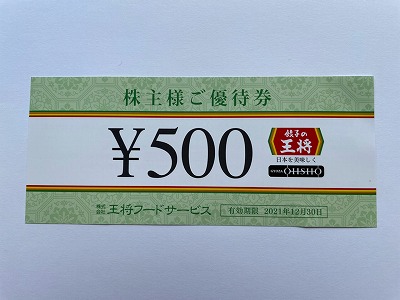 株主様ご優待券
¥500
餃子の
王将
日本を美味しく
GYOZA OHSHO
株式会社 王将フードサービス
有効期限 2021年12月30日